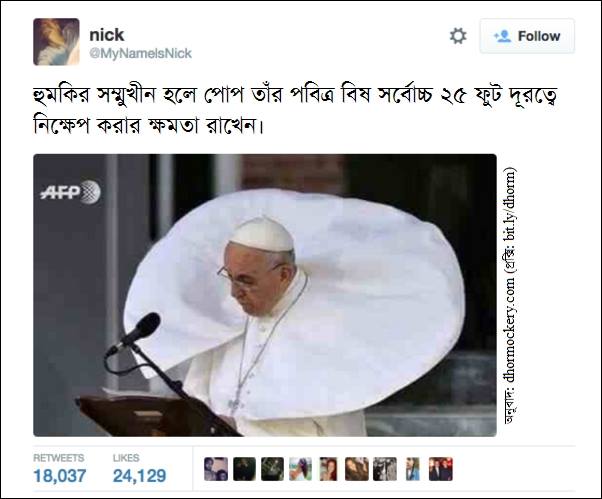 nick
@MyNameIsNick
Follow
হুমকির সম্মুখীন হলে পোপ তাঁর পবিত্র বিষ সর্বোচ্চ ২৫ ফুট দূরত্বে
নিক্ষেপ করার ক্ষমতা রাখেন।
AFP
অনুবাদ: dhormockery.com (প্রক্সি: bit.ly/dhorm)
RETWEETS LIKES
18,037 24,129